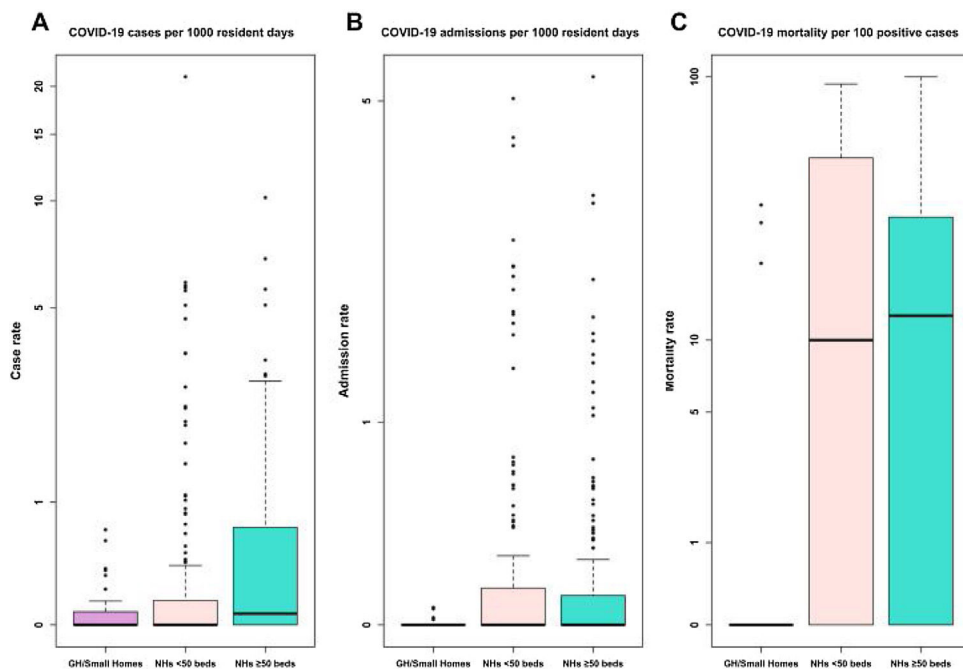 A
COVID-19 cases per 1000 resident days
20
15
10
5
1
0
Case rate
GH/Small Homes
NHs <50 beds
NHs ≥50 beds
B
COVID-19 admissions per 1000 resident days
5
1
0
Admission rate
GH/Small Homes
NHs <50 beds
NHs ≥50 beds
C
COVID-19 mortality per 100 positive cases
100
10
5
1
0
Mortality rate
GH/Small Homes
NHs <50 beds
NHs ≥50 beds